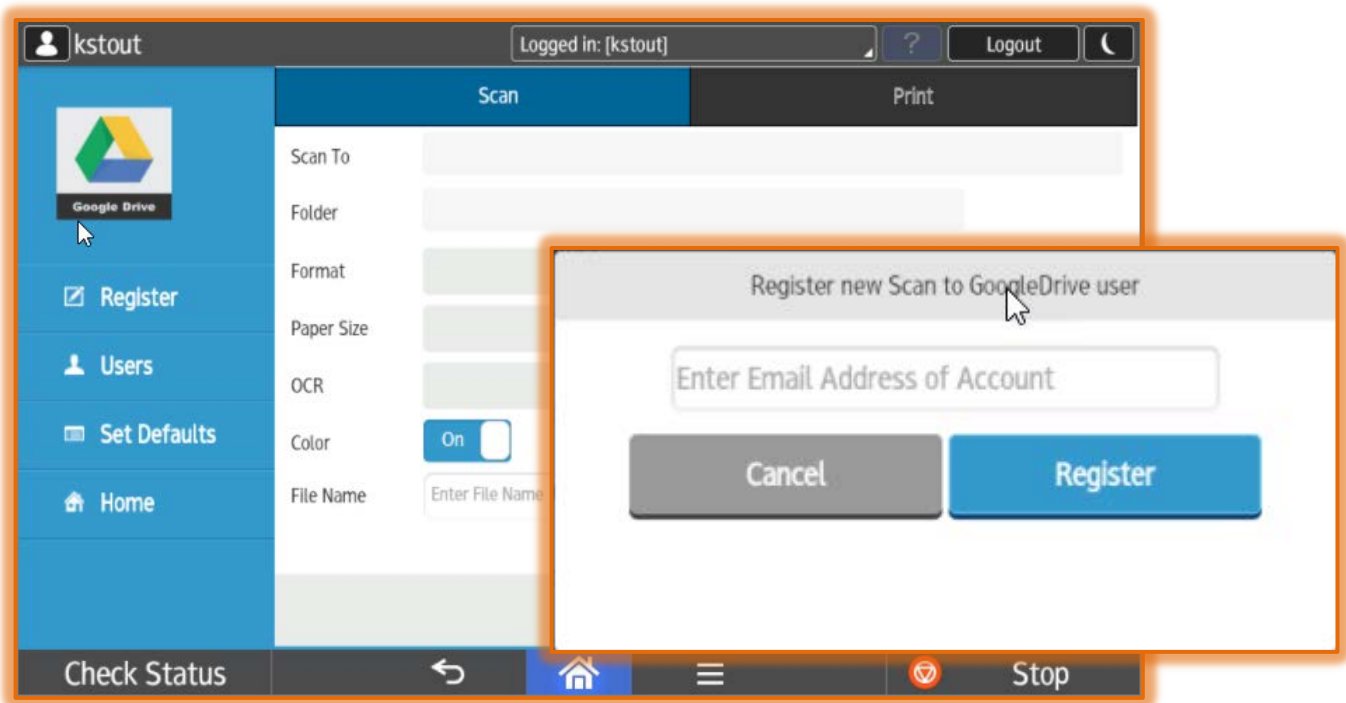 kstout
Logged in: [kstout]
?
Logout
Google Drive
Register
Users
Set Defaults
Home
Scan
Print
Scan To
Folder
Format
Paper Size
OCR
Color
On
File Name
Enter File Name
Register new Scan to GoogleDrive user
Enter Email Address of Account
Cancel
Register
Check Status
Stop